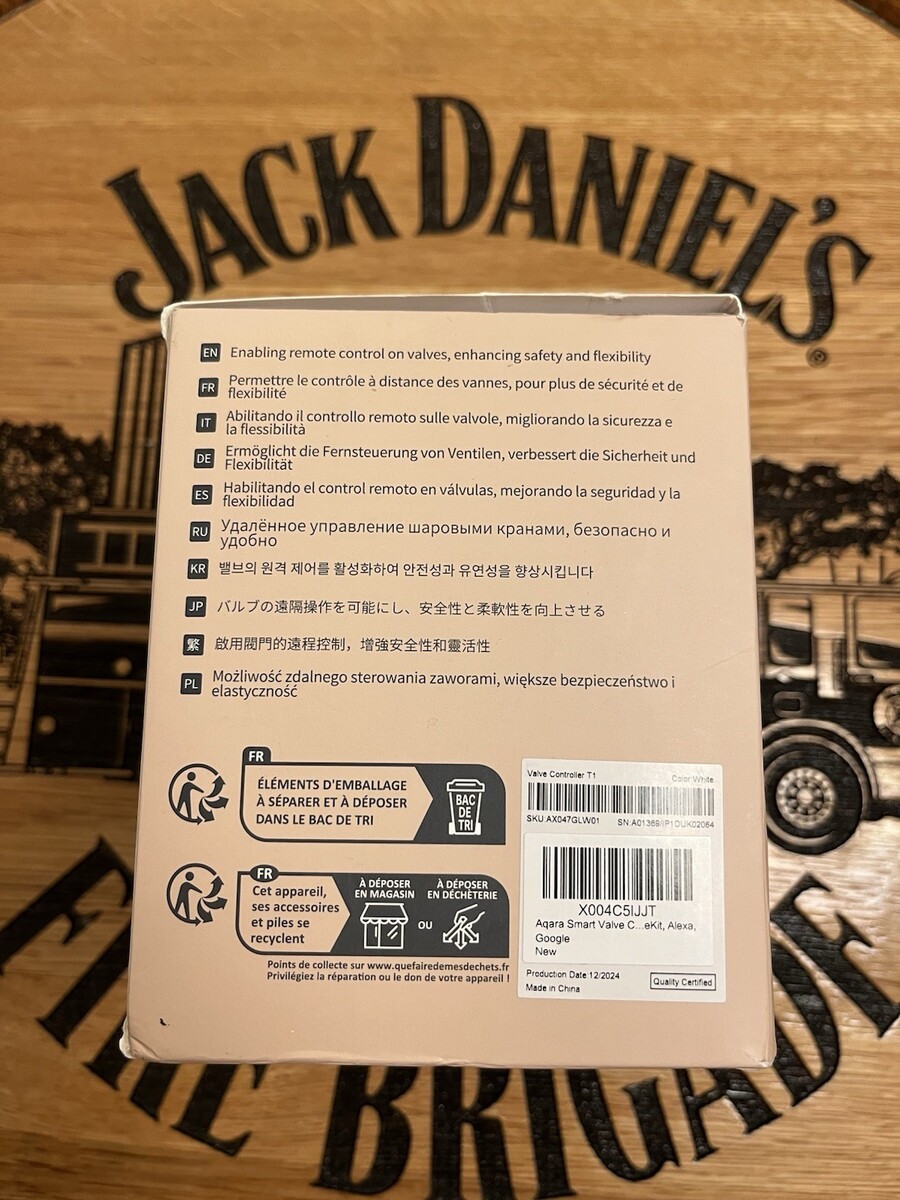 JACK DANIEL'S
®
EN Enabling remote control on valves, enhancing safety and flexibility
FR Permettre le contrôle à distance des vannes, pour plus de sécurité et de
flexibilité
IT Abilitando il controllo remoto sulle valvole, migliorando la sicurezza e
la flessibilità
DE Ermöglicht die Fernsteuerung von Ventilen, verbessert die Sicherheit und
Flexibilität
ES Habilitando el control remoto en válvulas, mejorando la seguridad y la
flexibilidad
RU Удалённое управление шаровыми кранами, безопасно и
удобно
KR 밸브의 원격 제어를 활성화하여 안전성과 유연성을 향상시킵니다
JP バルブの遠隔操作を可能にし、安全性と柔軟性を向上させる
繁 啟用閥門的遠程控制，增強安全性和靈活性
PL Możliwość zdalnego sterowania zaworami, większe bezpieczeństwo i
elastyczność
FR
ÉLÉMENTS D'EMBALLAGE
À SÉPARER ET À DÉPOSER
DANS LE BAC DE TRI
BAC
DE
TRI
FR
Cet appareil,
ses accessoires
et piles se
recyclent
À DÉPOSER
EN MAGASIN
OU
À DÉPOSER
EN DÉCHÈTERIE
Points de collecte sur www.quefairedemesdechets.fr
Privilégiez la réparation ou le don de votre appareil !
Valve Controller T1 Color:White
SKU:AX047GLW01
X004C5IJJT
Aqara Smart Valve C...eKit, Alexa,
Google
New
Production Date:12/2024
Made in China
Quality Certified
FIRE BRIGADE